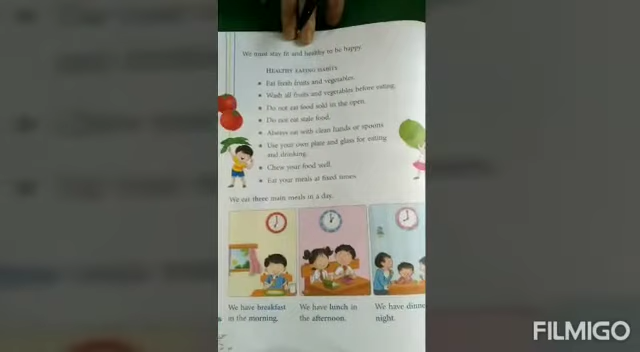 We must stay fit and healthy to be happy.
HEALTHY EATING HABITS
• Eat fresh fruits and vegetables.
• Wash all fruits and vegetables before eating.
• Do not eat food sold in the open.
• Do not eat stale food.
• Always eat with clean hands or spoons
• Use your own plate and glass for eating
and drinking.
• Chew your food well.
• Eat your meals at fixed times.
We eat three main meals in a day.
We have breakfast
in the morning.
We have lunch in
the afternoon.
We have dinne
night.
FILMIGO